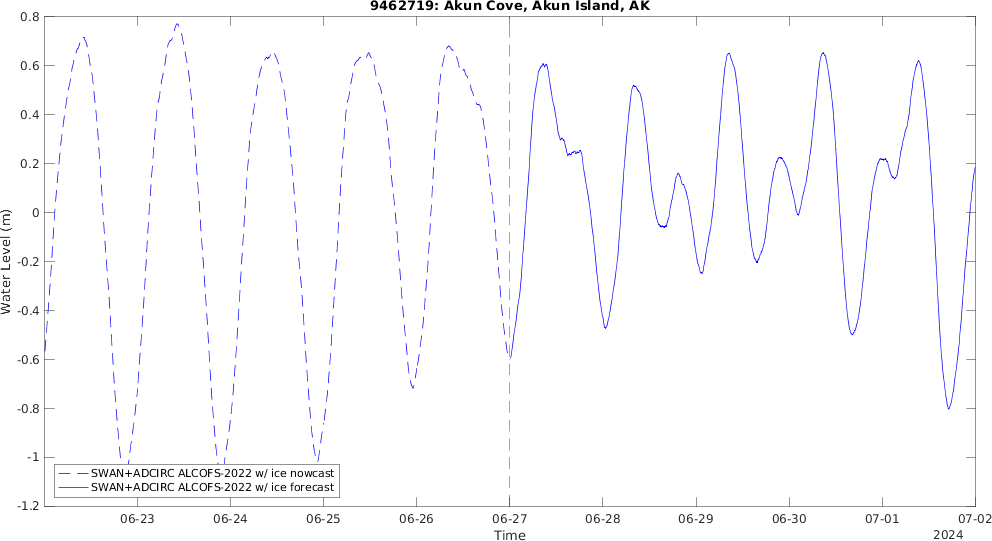 9462719: Akun Cove, Akun Island, AK
0.8
0.6
0.4
0.2
0
-0.2
-0.4
-0.6
-0.8
-1
-1.2
Water Level (m)
SWAN+ADCIRC ALCOFS-2022 w/ ice nowcast
SWAN+ADCIRC ALCOFS-2022 w/ ice forecast
06-23 06-24 06-25 06-26 06-27 06-28 06-29 06-30 07-01 07-02
Time
2024